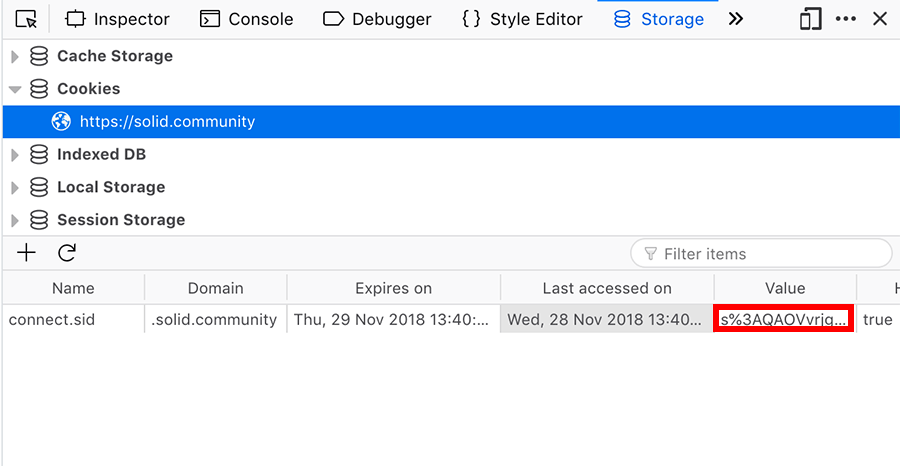 Inspector Console Debugger { } Style Editor Storage
Cache Storage
Cookies
https://solid.community
Indexed DB
Local Storage
Session Storage
Filter items
Name Domain Expires on Last accessed on Value H
connect.sid .solid.community Thu, 29 Nov 2018 13:40:... Wed, 28 Nov 2018 13:40... s%3AQAOVvrjq... true